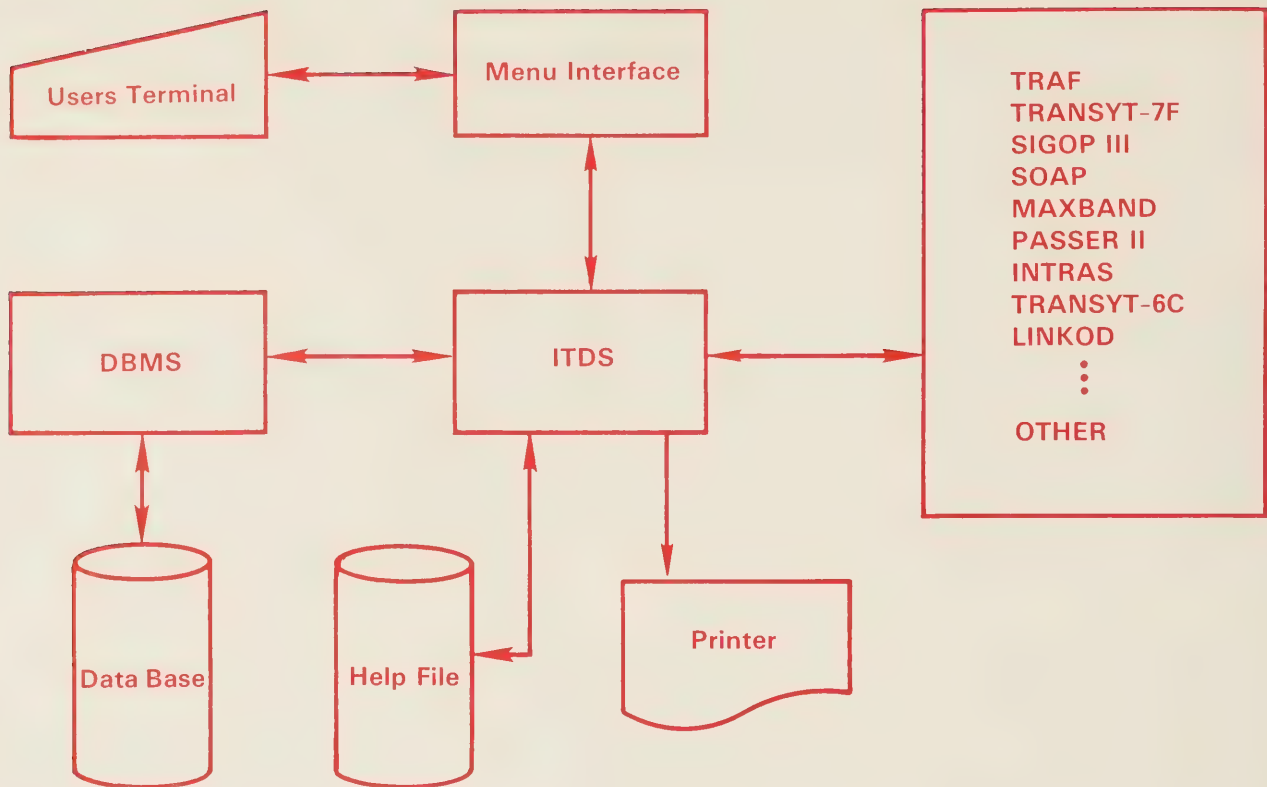 Users Terminal
Menu Interface
TRAF
TRANSYT-7F
SIGOP III
SOAP
MAXBAND
PASSER II
INTRAS
TRANSYT-6C
LINKOD
OTHER
DBMS
ITDS
Data Base
Help File
Printer